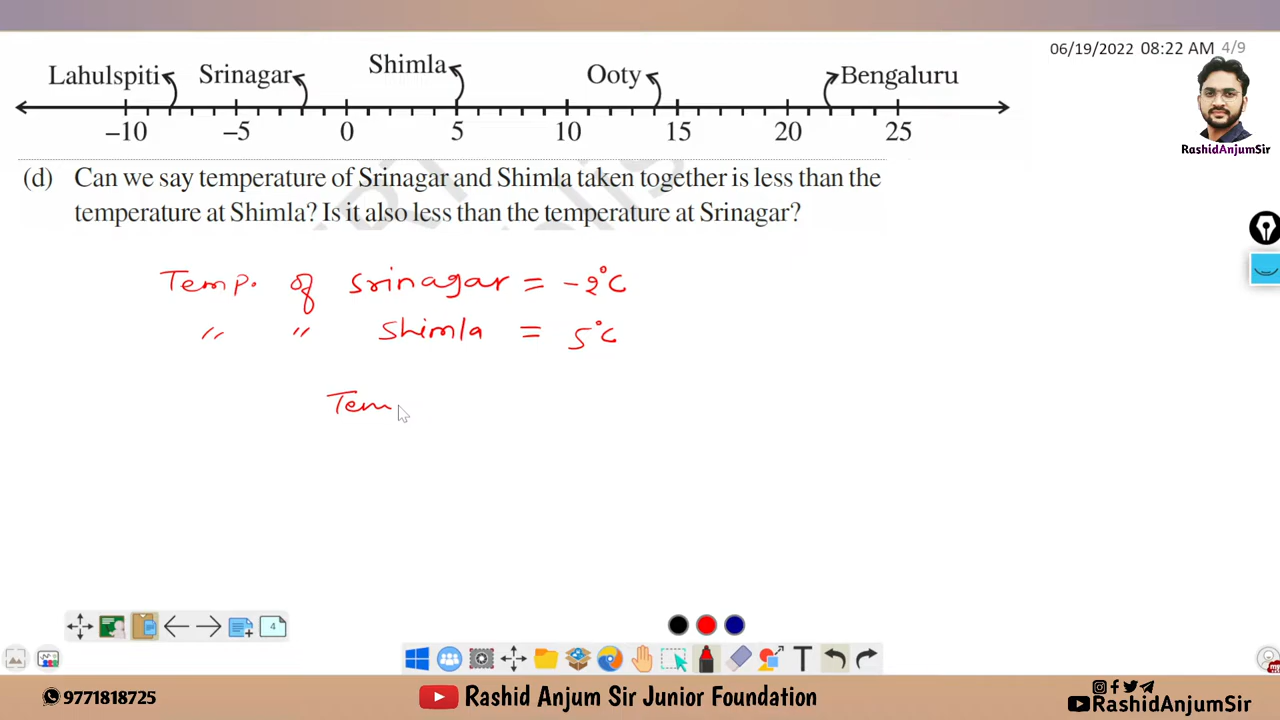 06/19/2022 08:22 AM 4/9
Lahulspiti Srinagar Shimla Ooty Bengaluru
–10 –5 0 5 10 15 20 25
RashidAnjumSir
(d) Can we say temperature of Srinagar and Shimla taken together is less than the
temperature at Shimla? Is it also less than the temperature at Srinagar?
Temp. of srinagar = -2°C
〃 〃 Shimla = 5°C
Tem
4
T
9771818725
Rashid Anjum Sir Junior Foundation
RashidAnjumSir